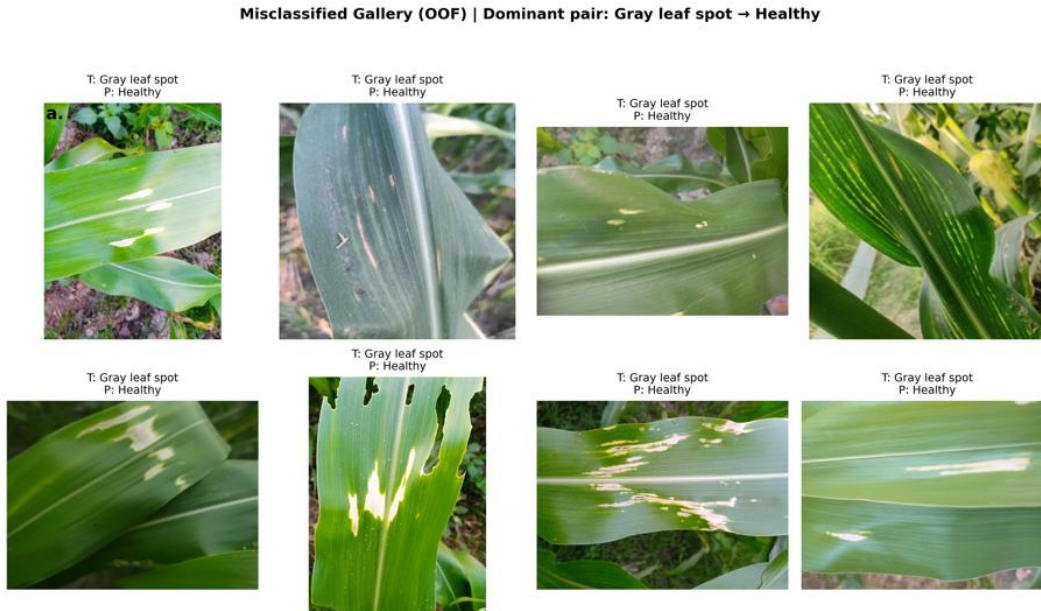 Misclassified Gallery (OOF) | Dominant pair: Gray leaf spot → Healthy
T: Gray leaf spot
P: Healthy
T: Gray leaf spot
P: Healthy
T: Gray leaf spot
P: Healthy
T: Gray leaf spot
P: Healthy
a.
T: Gray leaf spot
P: Healthy
T: Gray leaf spot
P: Healthy
T: Gray leaf spot
P: Healthy
T: Gray leaf spot
P: Healthy